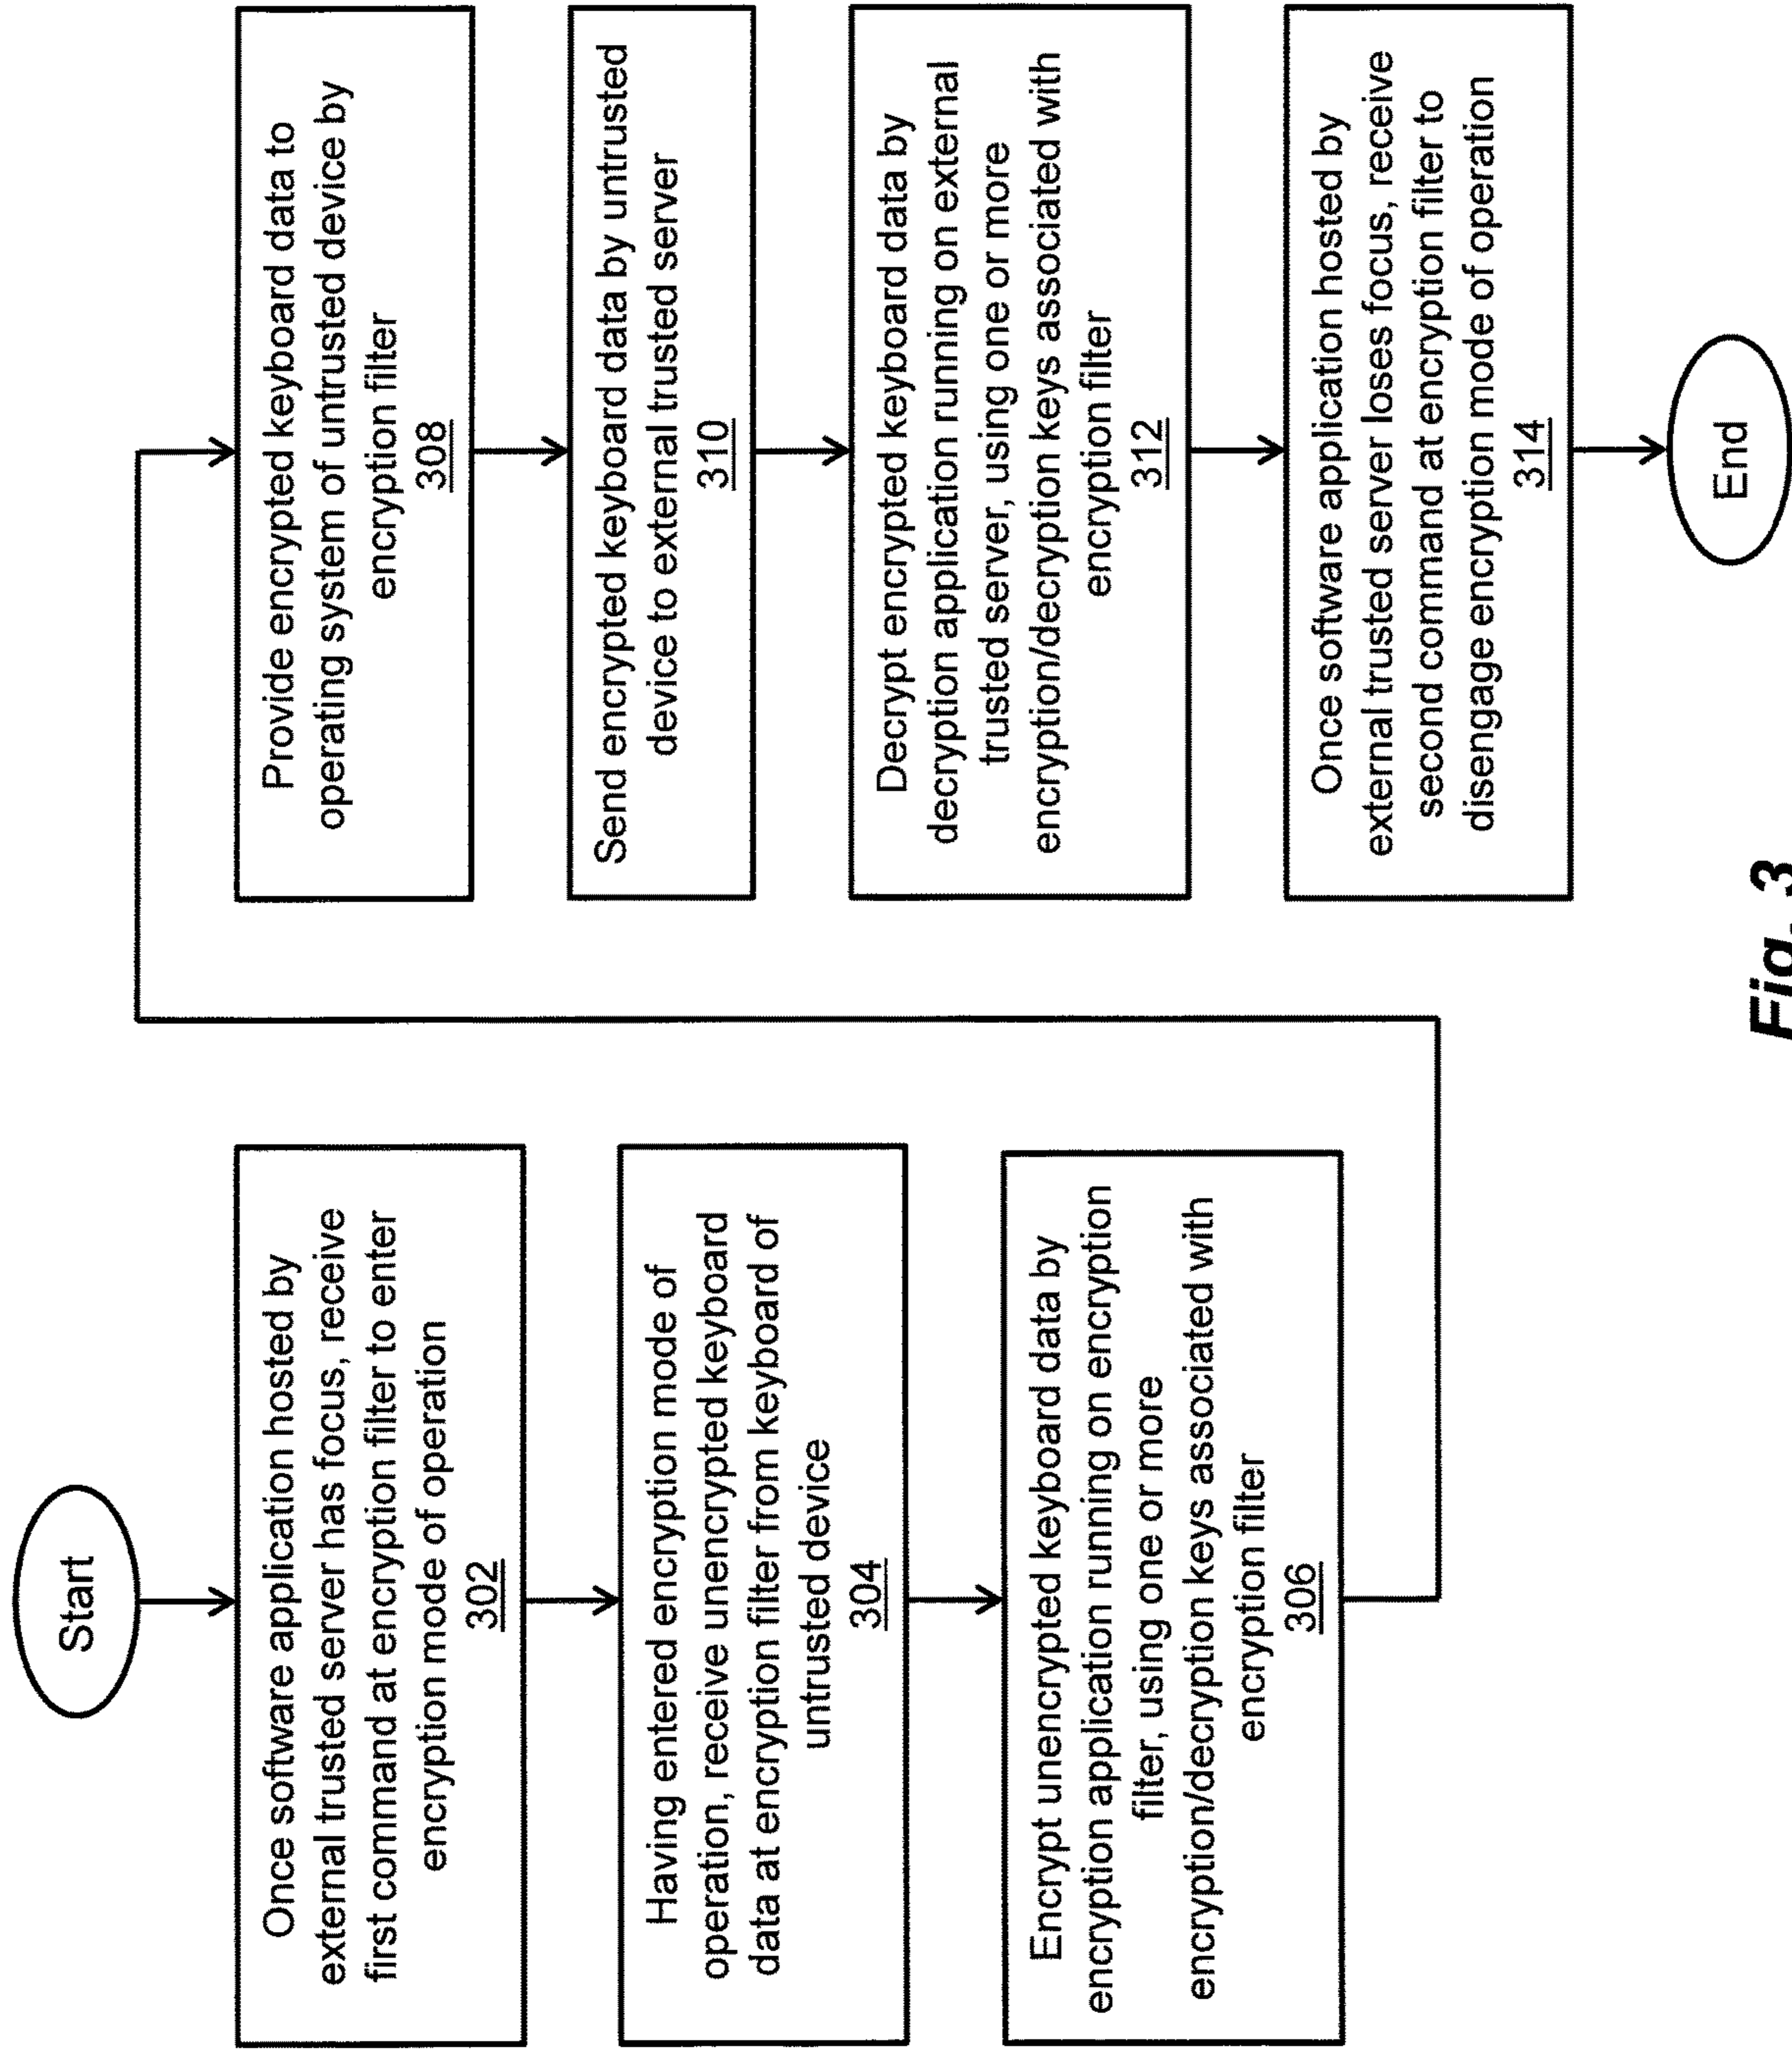 Start
Once software application hosted by
external trusted server has focus, receive
first command at encryption filter to enter
encryption mode of operation
302
Having entered encryption mode of
operation, receive unencrypted keyboard
data at encryption filter from keyboard of
untrusted device
304
Encrypt unencrypted keyboard data by
encryption application running on encryption
filter, using one or more
encryption/decryption keys associated with
encryption filter
306
Provide encrypted keyboard data to
operating system of untrusted device by
encryption filter
308
Send encrypted keyboard data by untrusted
device to external trusted server
310
Decrypt encrypted keyboard data by
decryption application running on external
trusted server, using one or more
encryption/decryption keys associated with
encryption filter
312
Once software application hosted by
external trusted server loses focus, receive
second command at encryption filter to
disengage encryption mode of operation
314
End
Fig. 3